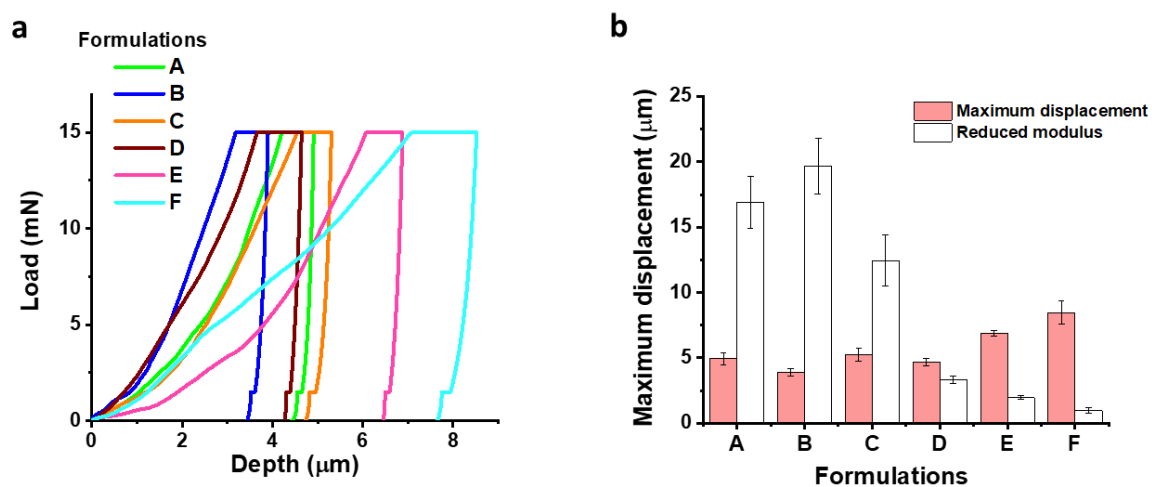 a
Formulations
A
B
C
D
E
F
Load (mN)
15
10
5
0
0 2 4 6 8
Depth (μm)
b
Maximum displacement (μm)
25
20
15
10
5
0
Maximum displacement
Reduced modulus
A B C D E F
Formulations